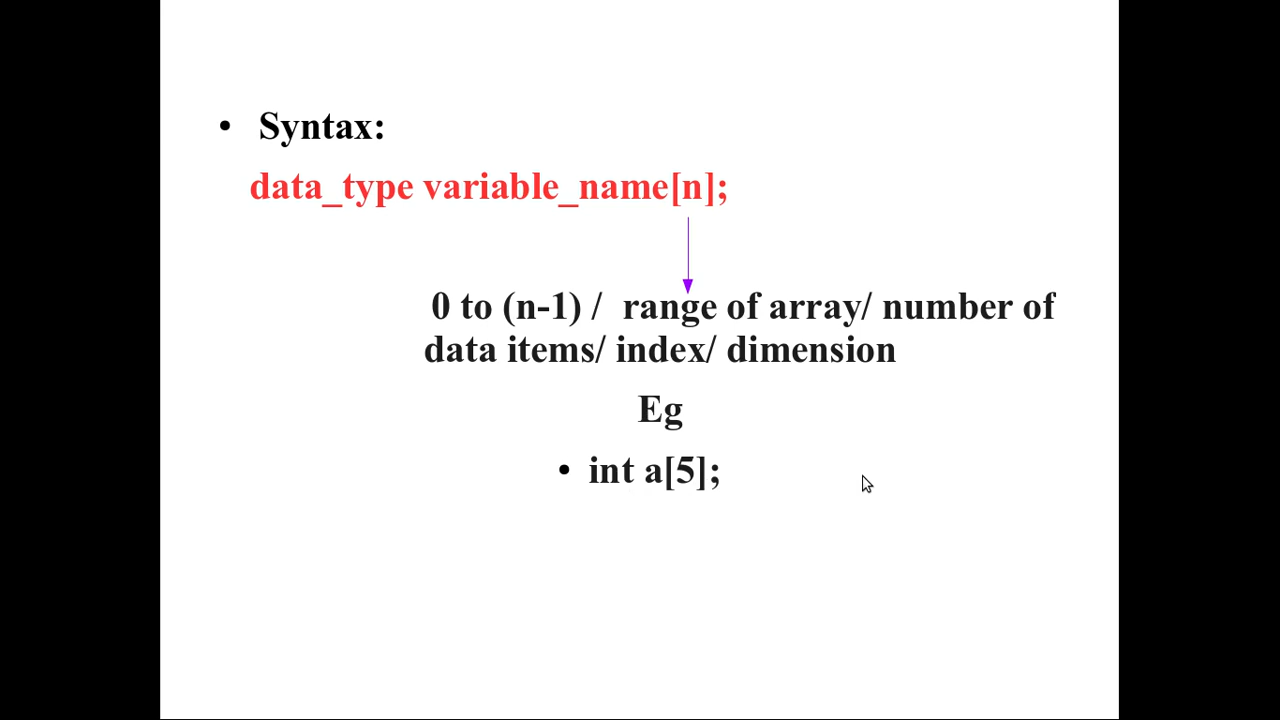 • Syntax:
data_type variable_name[n];
0 to (n-1) / range of array/ number of
data items/ index/ dimension
Eg
• int a[5];